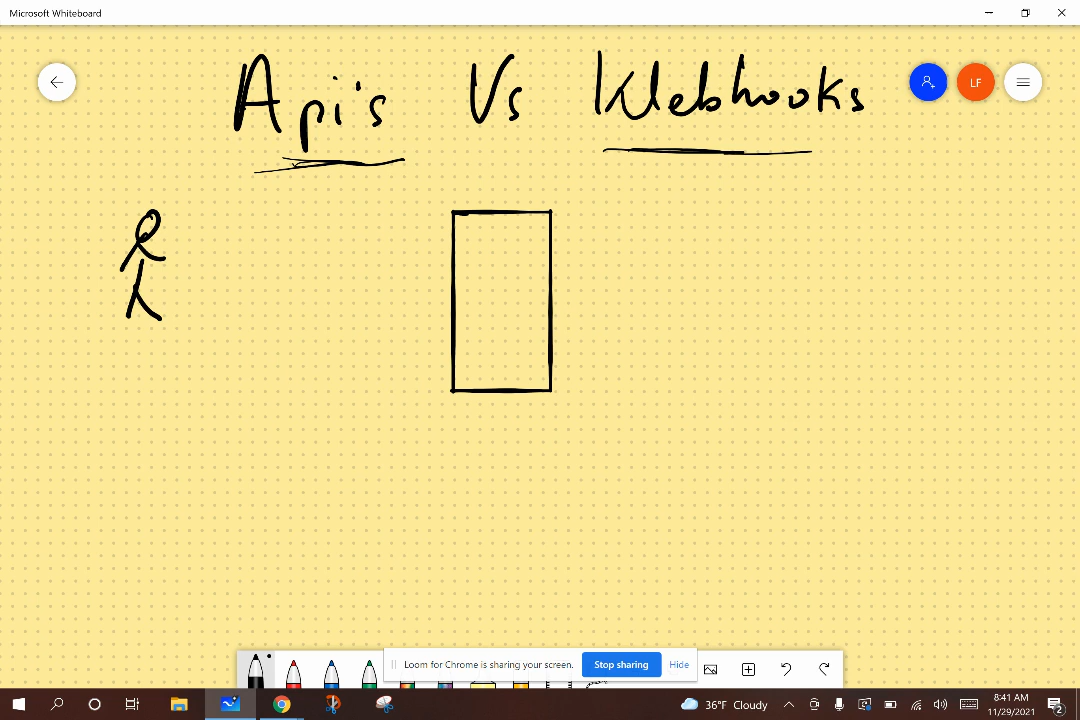 Microsoft Whiteboard
Api's Vs Webhooks
LF
Loom for Chrome is sharing your screen. Stop sharing Hide
36°F Cloudy
8:41 AM
11/29/2021
2